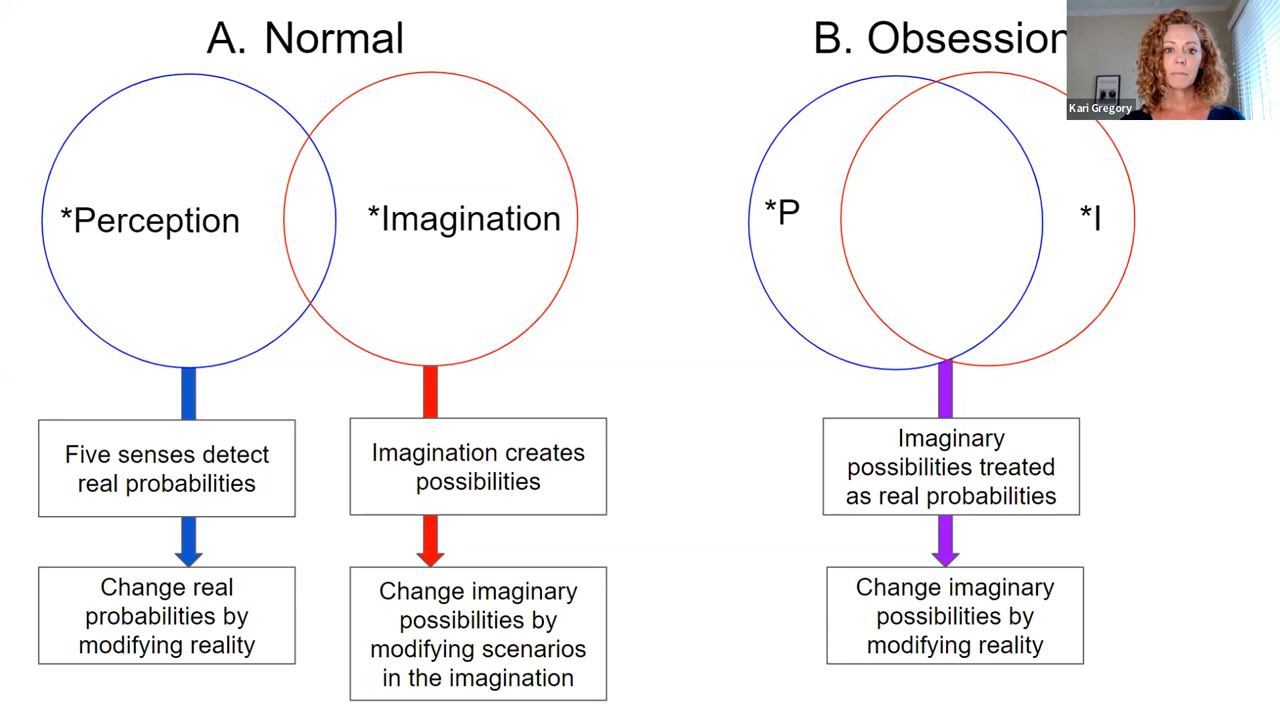 A. Normal
B. Obsession
Kari Gregory
*Perception
*Imagination
*P
*I
Five senses detect
real probabilities
Imagination creates
possibilities
Imaginary
possibilities treated
as real probabilities
Change real
probabilities by
modifying reality
Change imaginary
possibilities by
modifying scenarios
in the imagination
Change imaginary
possibilities by
modifying reality